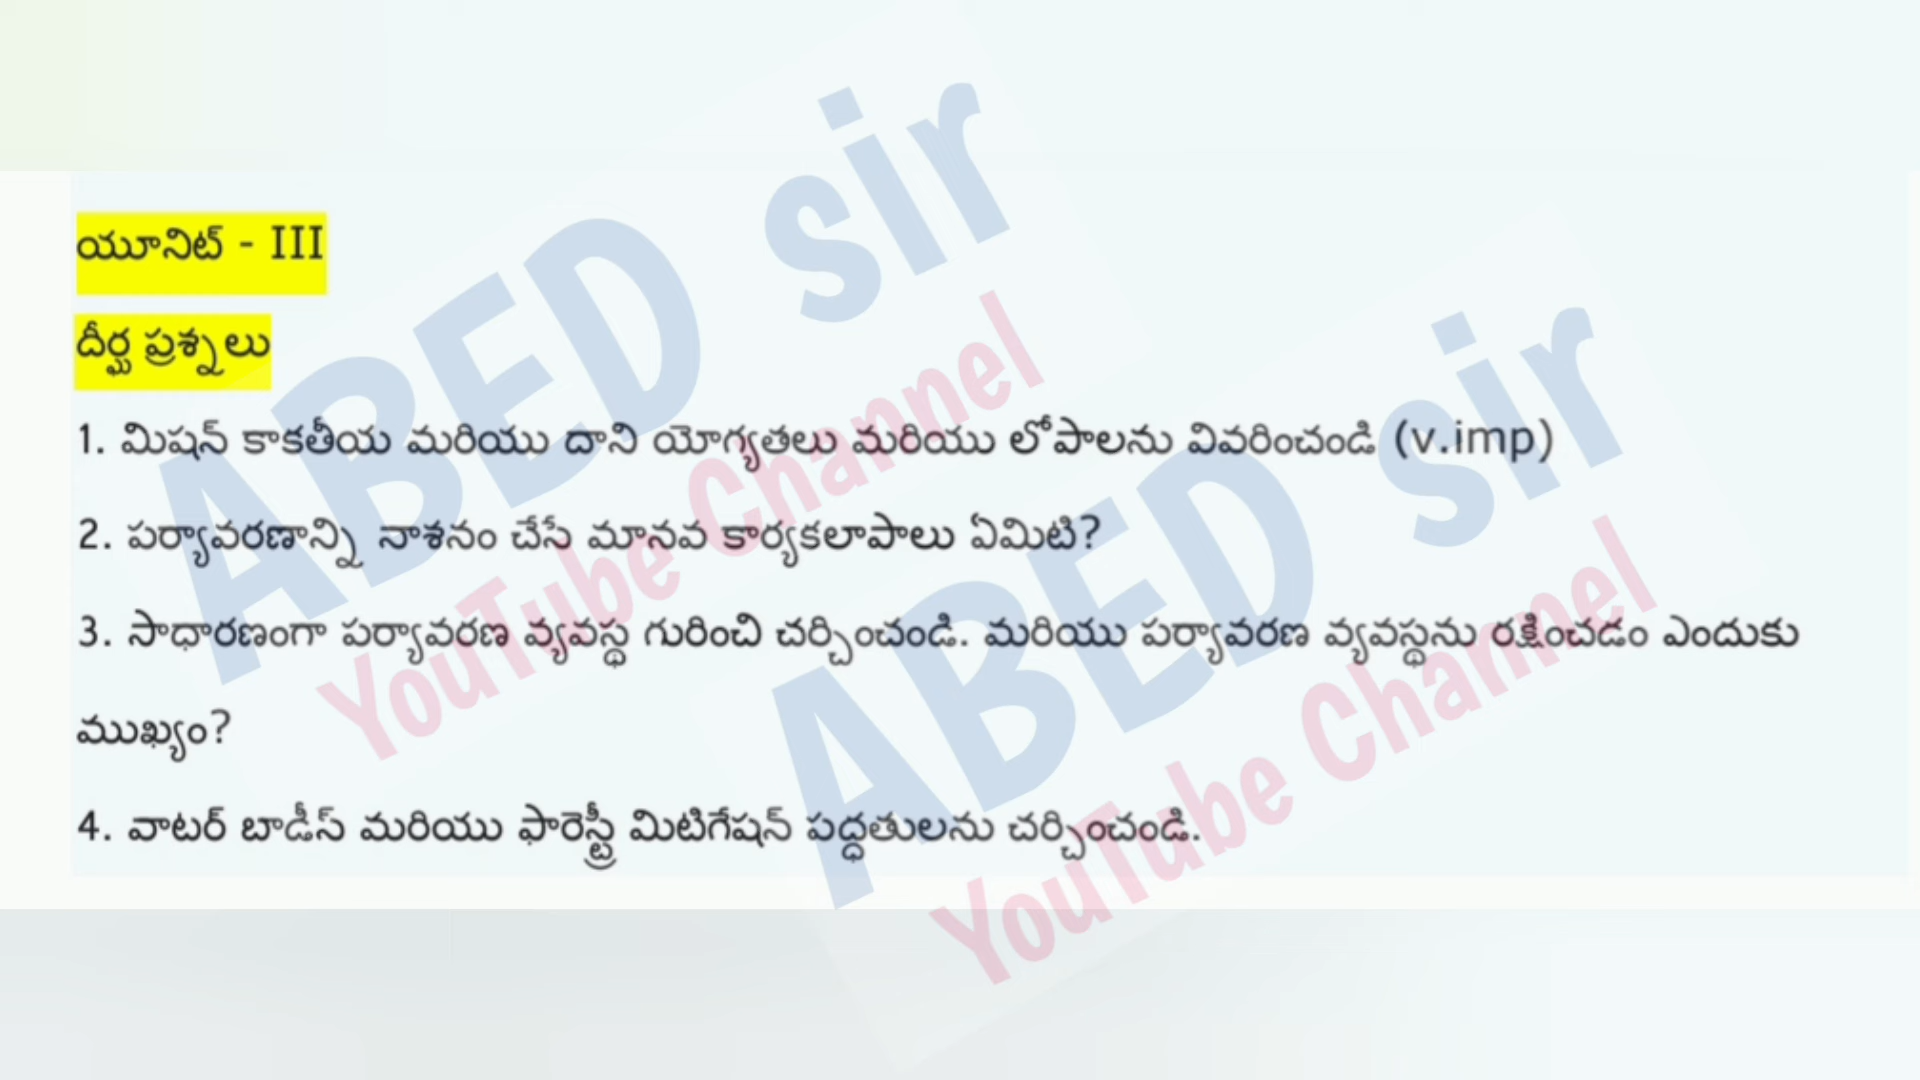 యూనిట్ - III
దీర్ఘ ప్రశ్నలు
1. మిషన్ కాకతీయ మరియు దాని యోగ్యతలు మరియు లోపాలను వివరించండి (v.imp)
2. పర్యావరణాన్ని నాశనం చేసే మానవ కార్యకలాపాలు ఏమిటి?
3. సాధారణంగా పర్యావరణ వ్యవస్థ గురించి చర్చించండి. మరియు పర్యావరణ వ్యవస్థను రక్షించడం ఎందుకు
ముఖ్యం?
4. వాటర్ బాడీస్ మరియు ఫారెస్ట్రీ మిటిగేషన్ పద్ధతులను చర్చించండి.
ABED sir
YouTube Channel
ABED sir
YouTube Channel